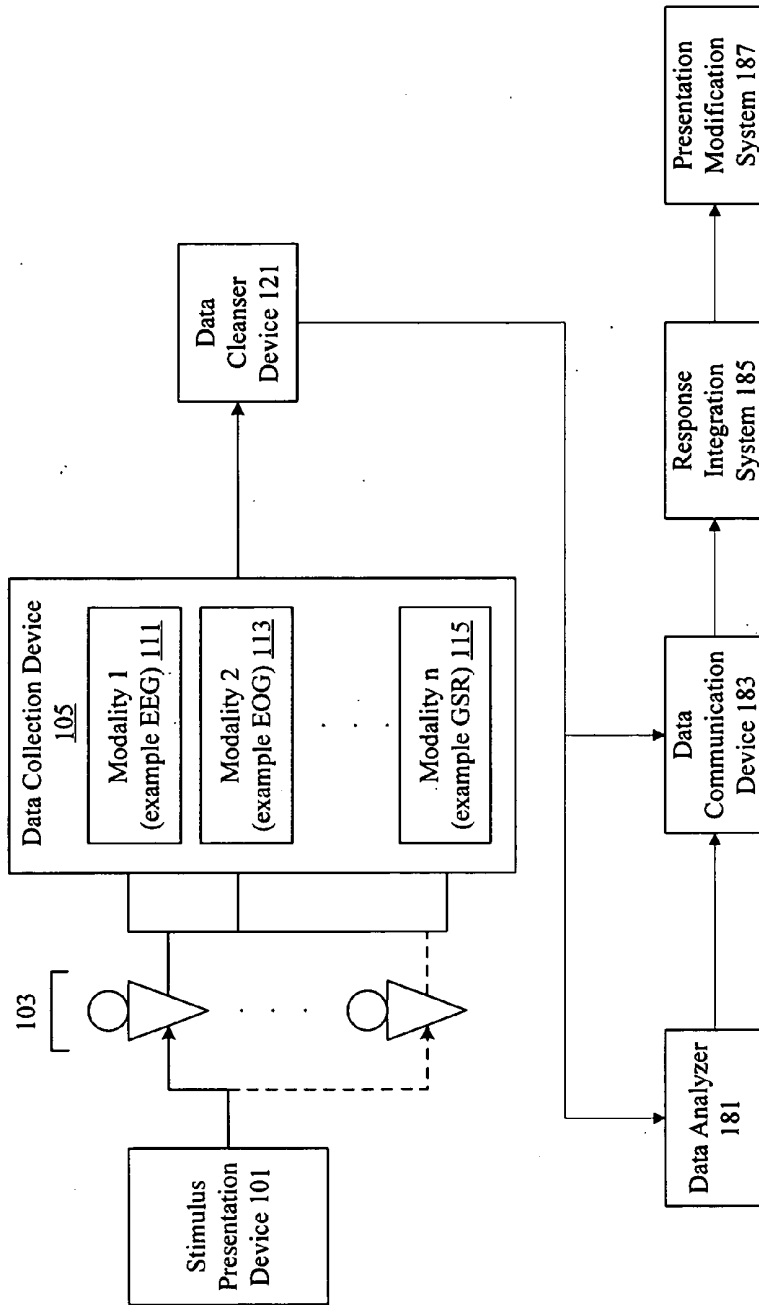 Stimulus
Presentation
Device 101
103
Data Collection Device
105
Modality 1
(example EEG) 111
Modality 2
(example EOG) 113
Modality n
(example GSR) 115
Data
Cleanser
Device 121
Data Analyzer
181
Data
Communication
Device 183
Response
Integration
System 185
Presentation
Modification
System 187